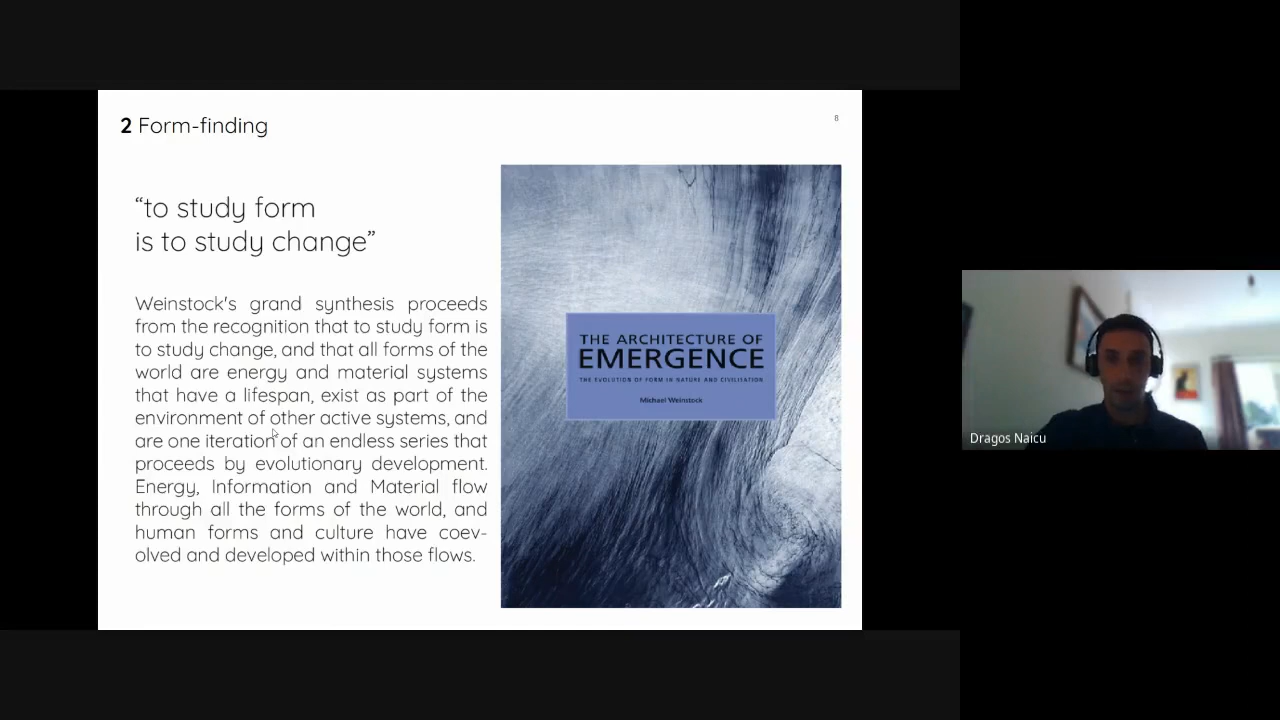 2 Form-finding
8
“to study form
is to study change”
Weinstock's grand synthesis proceeds
from the recognition that to study form is
to study change, and that all forms of the
world are energy and material systems
that have a lifespan, exist as part of the
environment of other active systems, and
are one iteration of an endless series that
proceeds by evolutionary development.
Energy, Information and Material flow
through all the forms of the world, and
human forms and culture have coev-
olved and developed within those flows.
THE ARCHITECTURE OF
EMERGENCE
THE EVOLUTION OF FORM IN NATURE AND CIVILISATION
Michael Weinstock
Dragos Naicu